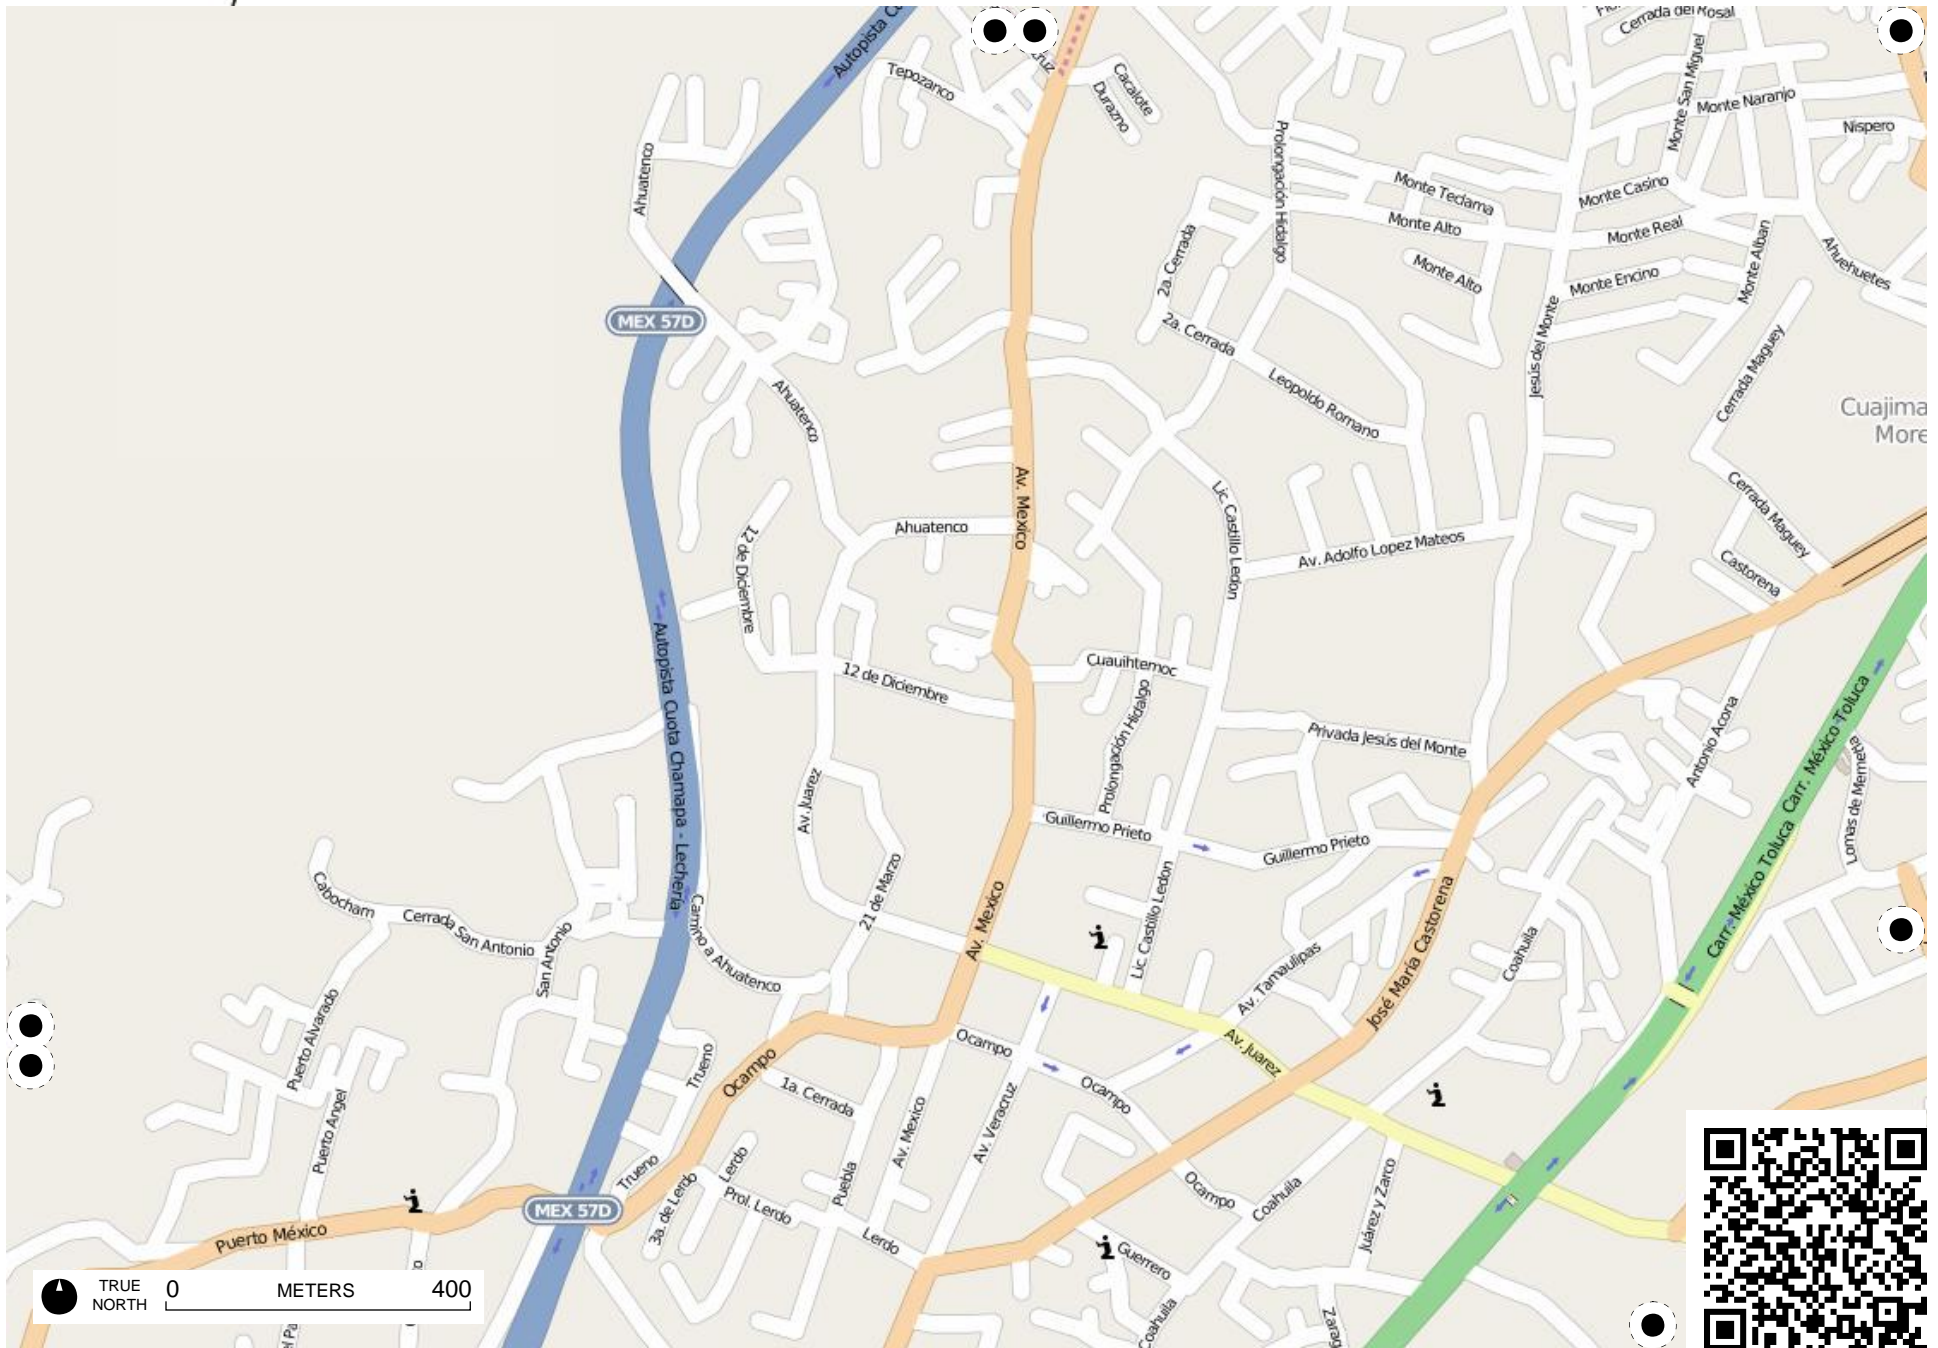 Autopista Cu
Tepozanco
cruz
Cacalote
Durazno
Cerrada del Rosal
Monte San Miguel
Monte Naranjo
Nispero
Ahuatenco
Prolongación Hidalgo
Monte Teclama
Monte Casino
Monte Alto
Monte Real
2a. Cerrada
Monte Alto
Monte Encino
Monte Alban
Ahuehuetes
MEX 57D
2a. Cerrada
Jesús del Monte
Cerrada Maguey
Leopoldo Romano
Ahuatenco
Cuajima
More
Av. Mexico
Lic. Castillo Ledon
Cerrada Maguey
Ahuatenco
12 de Diciembre
Av. Adolfo Lopez Mateos
Castorena
Autopista Cuota Chamapa - Lechería
12 de Diciembre
Cuauihtemoc
Prolongación Hidalgo
Privada Jesús del Monte
Antonio Acona
Carr. México Toluca
Carr. México Toluca
Lomas de Memetla
Av. Juarez
Guillermo Prieto
Guillermo Prieto
21 de Marzo
Cabocham
Cerrada San Antonio
San Antonio
Camino a Ahuatenco
Av. Mexico
Lic. Castillo Ledon
José María Castorena
Coahuila
Av. Tamaulipas
Puerto Alvarado
Ocampo
Av. Juarez
Trueno
Ocampo
1a. Cerrada
Ocampo
Puerto Angel
Av. Mexico
Av. Veracruz
Trueno
Lerdo
3a. de Lerdo
Prol. Lerdo
Puebla
Lerdo
Ocampo
Coahuila
Juárez y Zarco
MEX 57D
Puerto México
Guerrero
Coahuila
Zarag
el Pa
TRUE
NORTH
0 METERS 400